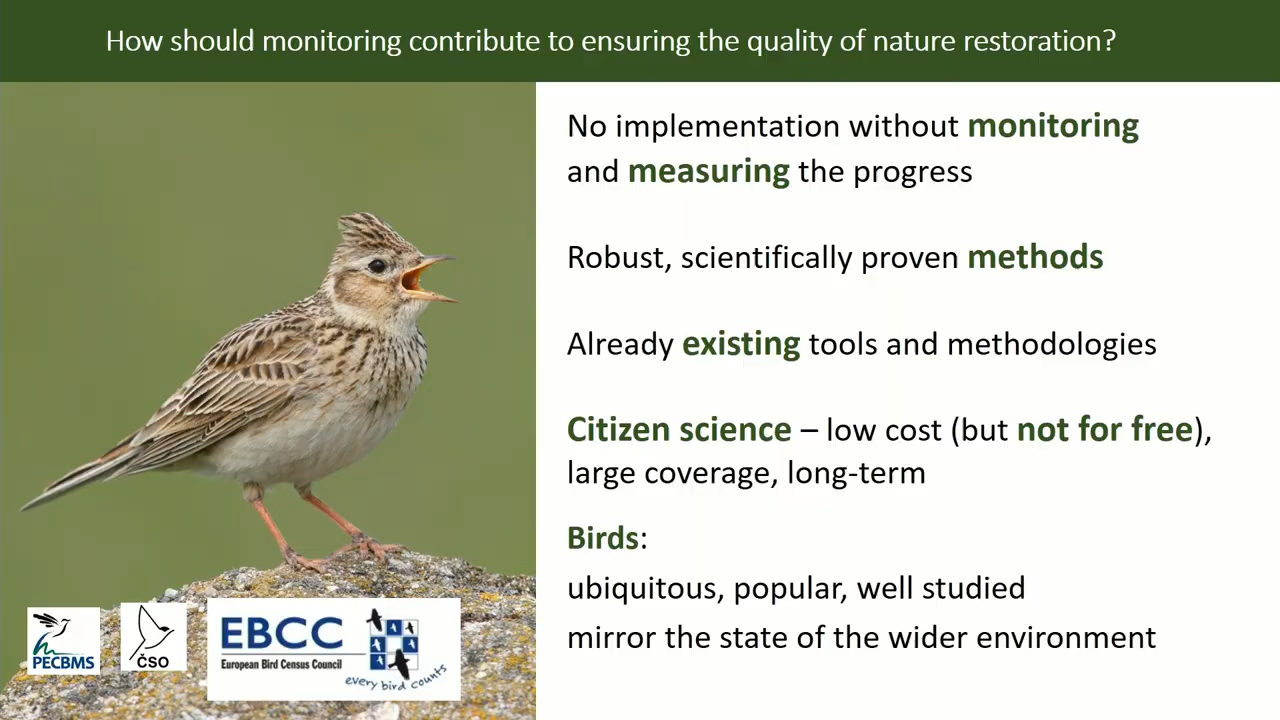 How should monitoring contribute to ensuring the quality of nature restoration?
No implementation without monitoring
and measuring the progress
Robust, scientifically proven methods
Already existing tools and methodologies
Citizen science – low cost (but not for free),
large coverage, long-term
Birds:
ubiquitous, popular, well studied
mirror the state of the wider environment
PECBMS
ČSO
EBCC
European Bird Census Council
every bird counts